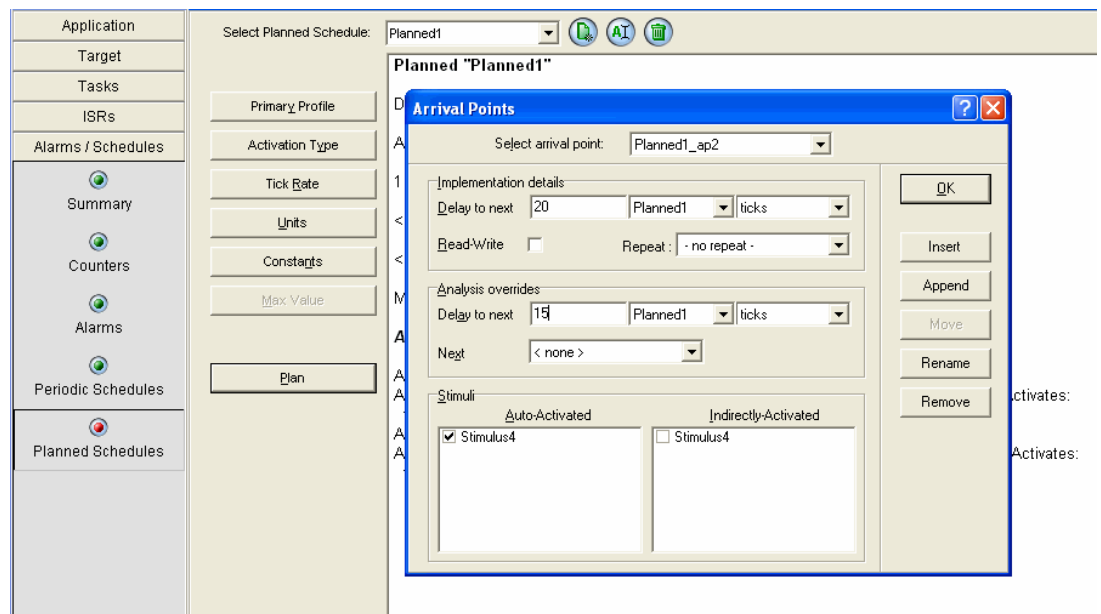 Application
Target
Tasks
ISRs
Alarms / Schedules
Summary
Counters
Alarms
Periodic Schedules
Planned Schedules
Select Planned Schedule: Planned1
Primary Profile
Activation Type
Tick Rate
Units
Constants
Max Value
Plan
Planned "Planned1"
D
A
1
<
<
M
A
A
A
A
A
Activates:
Activates:
Arrival Points
Select arrival point: Planned1_ap2
Implementation details
Delay to next 20 Planned1 ticks
Read-Write Repeat : - no repeat -
Analysis overrides
Delay to next 15 Planned1 ticks
Next < none >
Stimuli
Auto-Activated Indirectly-Activated
Stimulus4 Stimulus4
OK
Insert
Append
Move
Rename
Remove